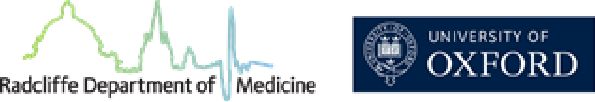 Radcliffe Department of Medicine
UNIVERSITY OF
OXFORD